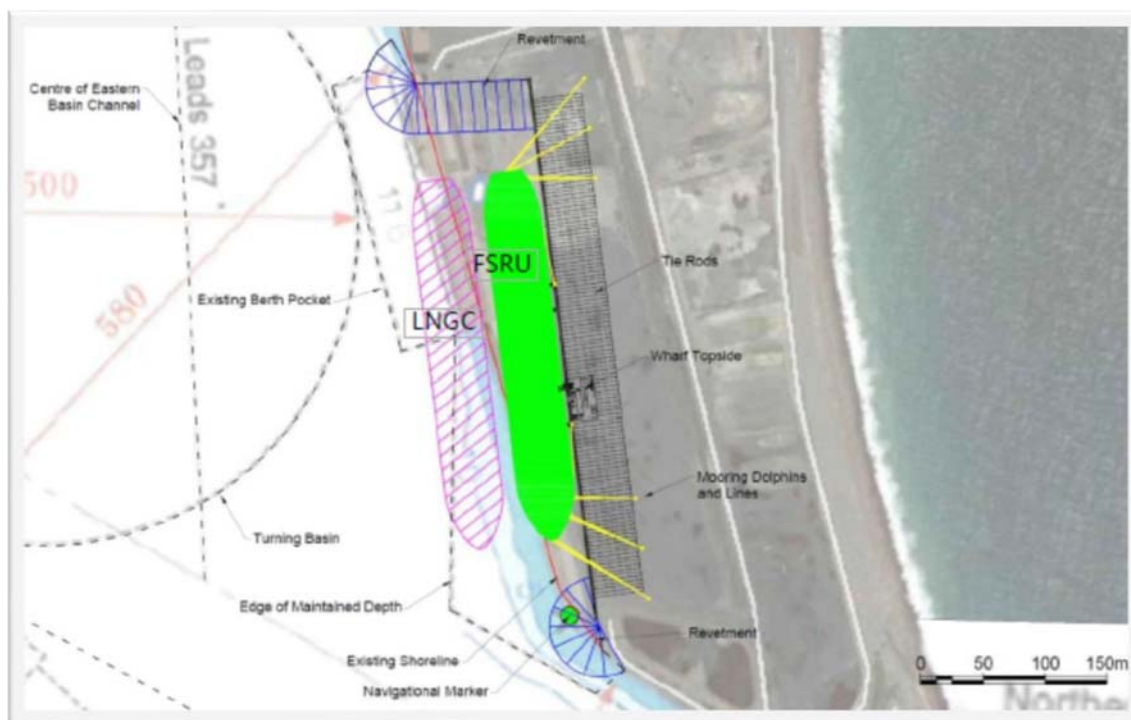 Revetment
Centre of Eastern
Basin Channel
Leads 357
500
11.6
580
FSRU
Tie Rods
Existing Berth Pocket
LNGC
Wharf Topside
Mooring Dolphins
and Lines
Turning Basin
Edge of Maintained Depth
Existing Shoreline
Revetment
Navigational Marker
0 50 100 150m